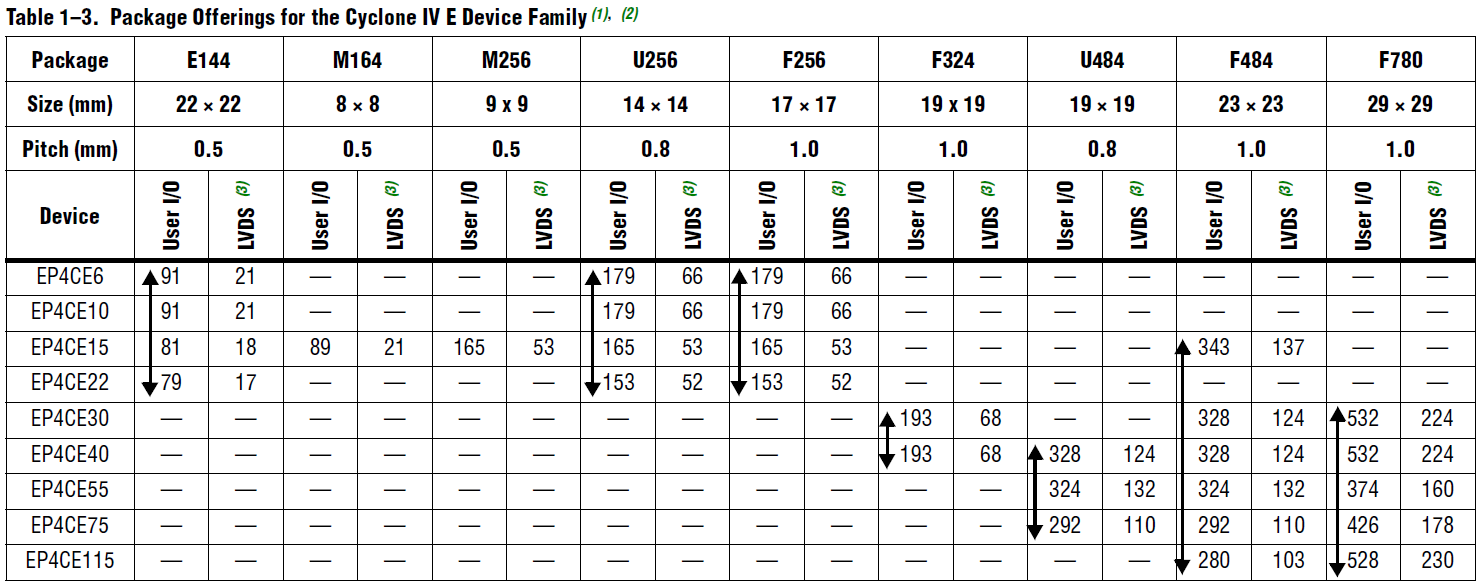 Table 1–3. Package Offerings for the Cyclone IV E Device Family (1), (2)
Package E144 M164 M256 U256 F256 F324 U484 F484 F780
Size (mm) 22 × 22 8 × 8 9 x 9 14 × 14 17 × 17 19 x 19 19 × 19 23 × 23 29 × 29
Pitch (mm) 0.5 0.5 0.5 0.8 1.0 1.0 0.8 1.0 1.0
Device User I/O LVDS (3) User I/O LVDS (3) User I/O LVDS (3) User I/O LVDS (3) User I/O LVDS (3) User I/O LVDS (3) User I/O LVDS (3) User I/O LVDS (3) User I/O LVDS (3)
EP4CE6 91 21 — — — — 179 66 179 66 — — — — — — — —
EP4CE10 91 21 — — — — 179 66 179 66 — — — — — — — —
EP4CE15 81 18 89 21 165 53 165 53 165 53 — — — — 343 137 — —
EP4CE22 79 17 — — — — 153 52 153 52 — — — — — — — —
EP4CE30 — — — — — — — — — — 193 68 — — 328 124 532 224
EP4CE40 — — — — — — — — — — 193 68 328 124 328 124 532 224
EP4CE55 — — — — — — — — — — — — 324 132 324 132 374 160
EP4CE75 — — — — — — — — — — — — 292 110 292 110 426 178
EP4CE115 — — — — — — — — — — — — — — 280 103 528 230